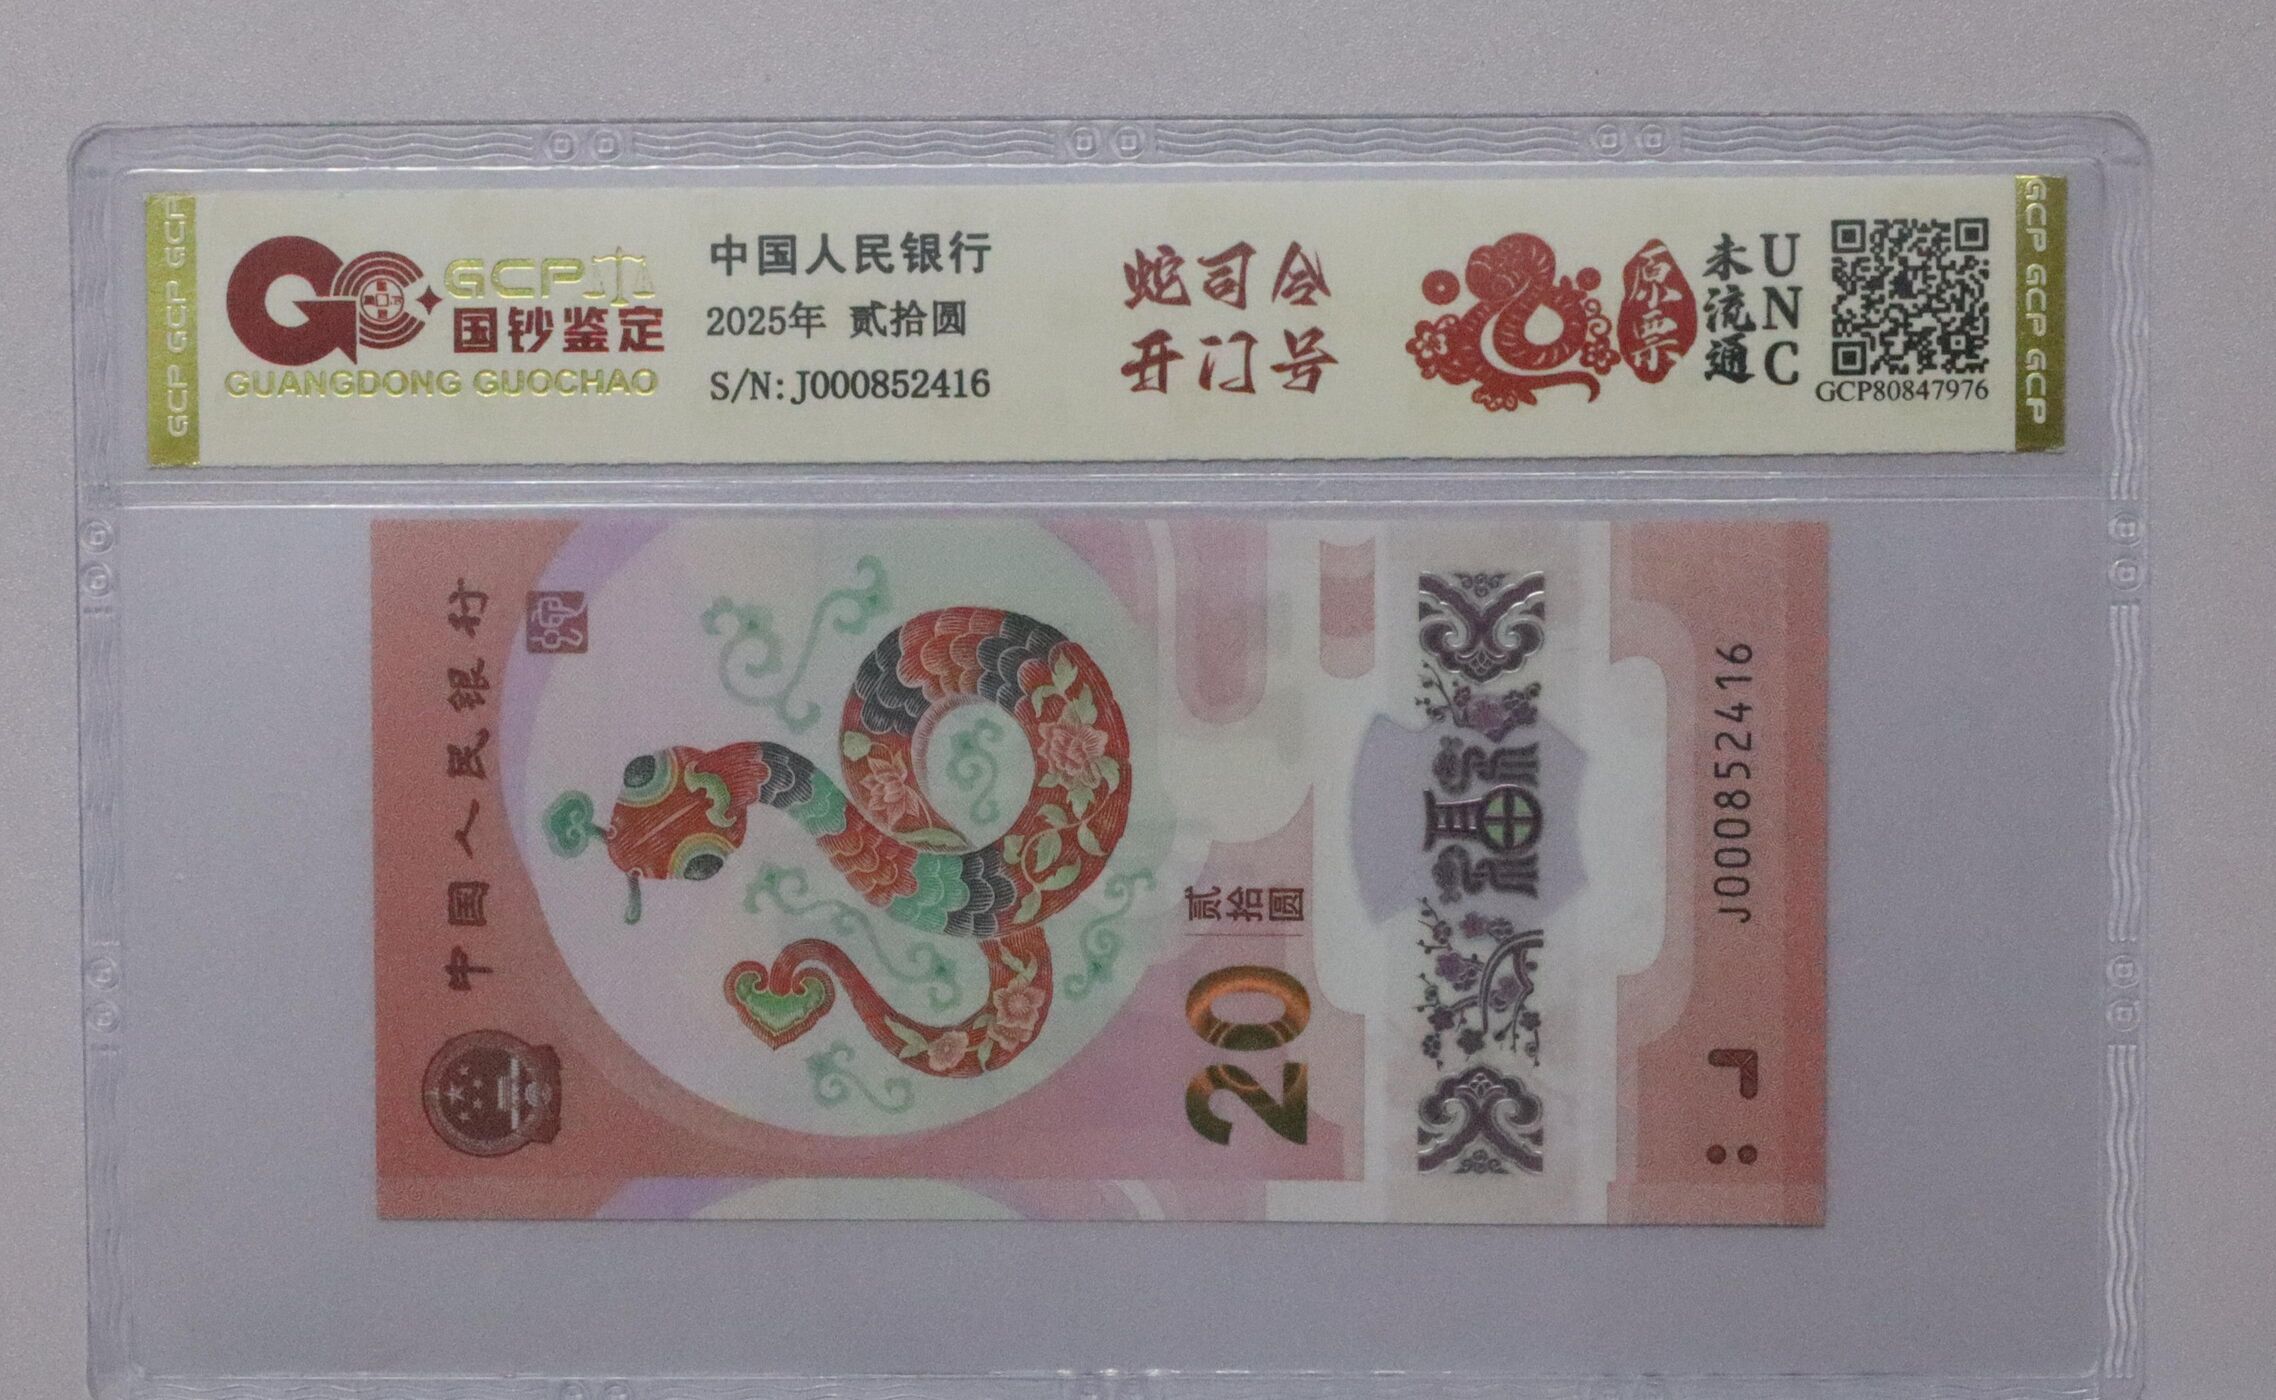 GCP GCP GCP
GCP
国钞鉴定
GUANGDONG GUOCHAO
中国人民银行
2025年 贰拾圆
S/N:J000852416
蛇司令
开门号
原票
未流通
UNC
GCP80847976
GCP GCP GCP
中国人民银行
贰拾圆
20
福
J000852416